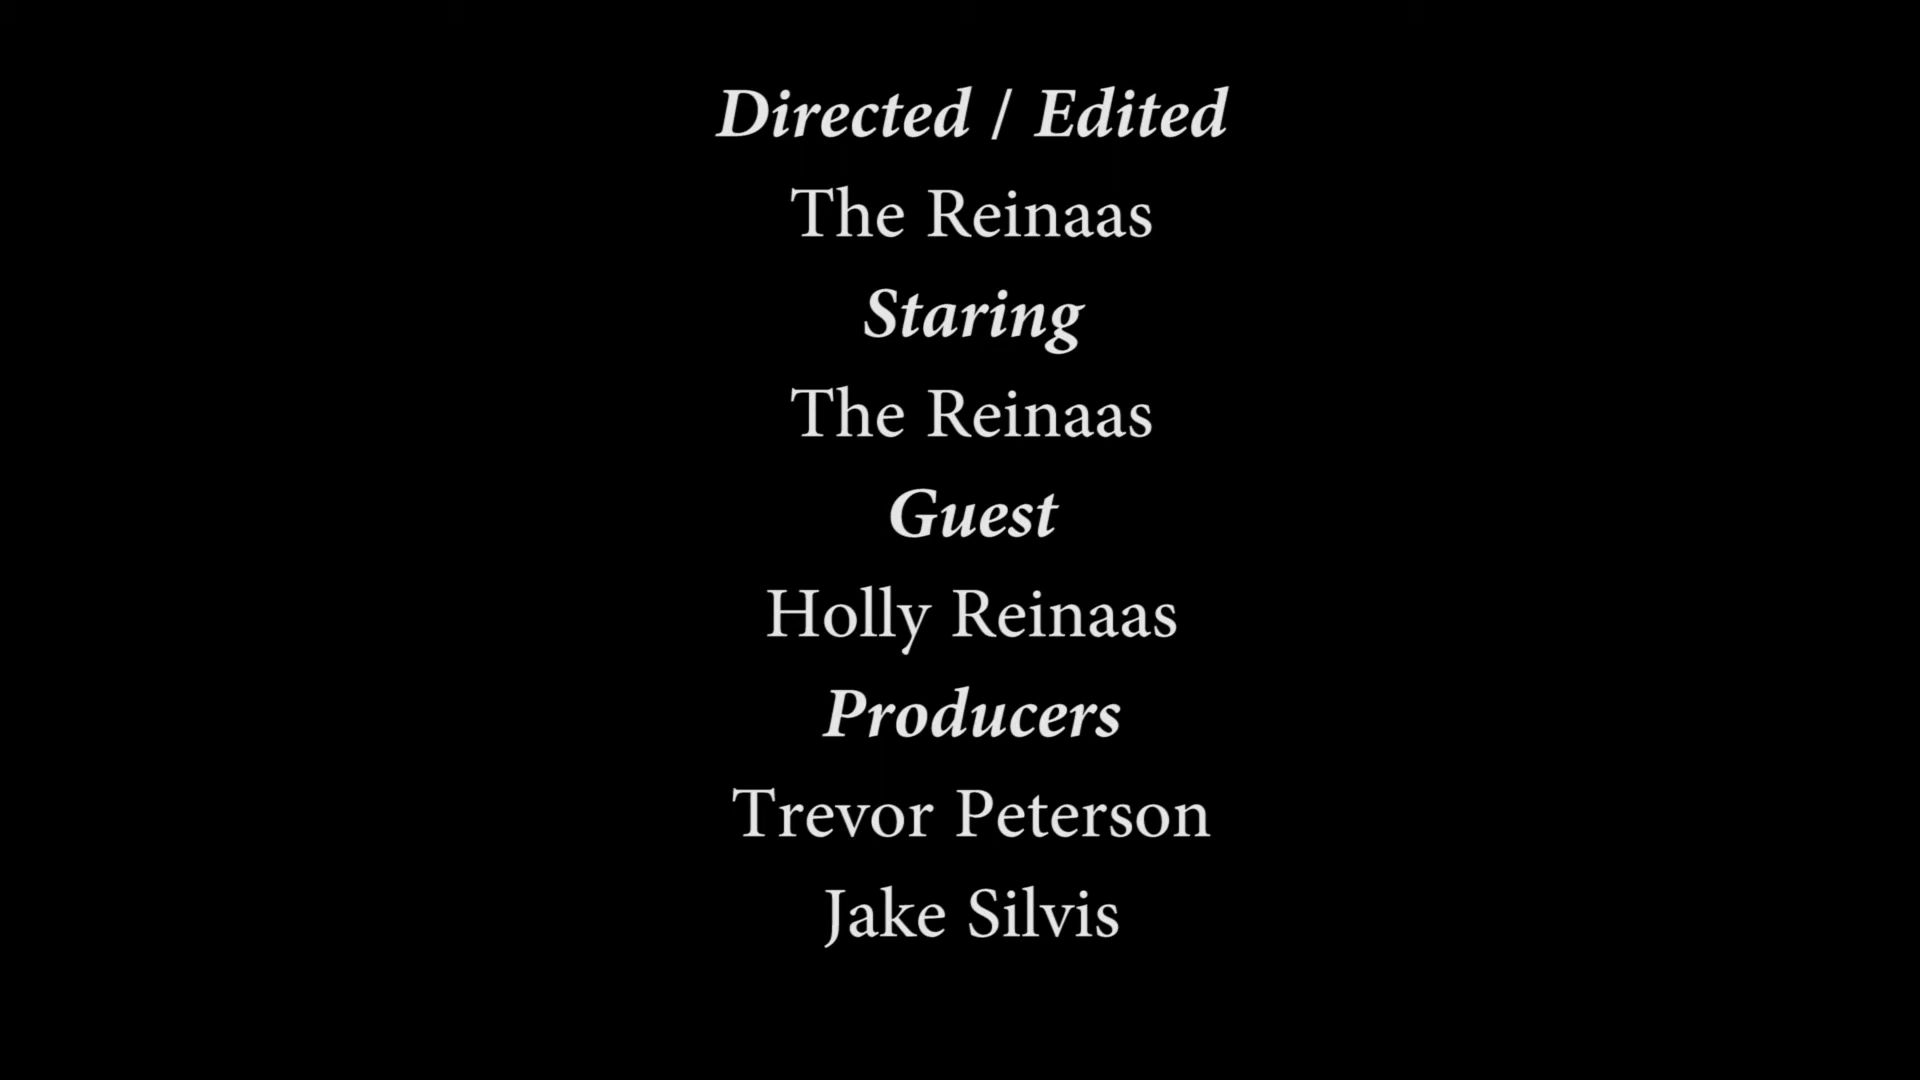 Directed / Edited
The Reinaas
Staring
The Reinaas
Guest
Holly Reinaas
Producers
Trevor Peterson
Jake Silvis